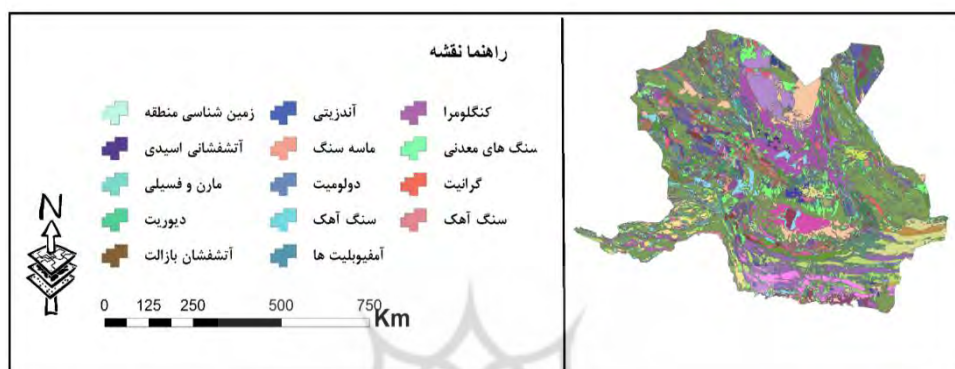 راهنما نقشه
کنگلومرا آندزیتی زمین شناسی منطقه
سنگ های معدنی ماسه سنگ آتشفشانی اسیدی
گرانیت دولومیت مارن و فسیلی
سنگ آهک سنگ آهک دیوریت
آمفیوبلیت ها آتشفشان بازالت
N
0 125 250 500 750
Km